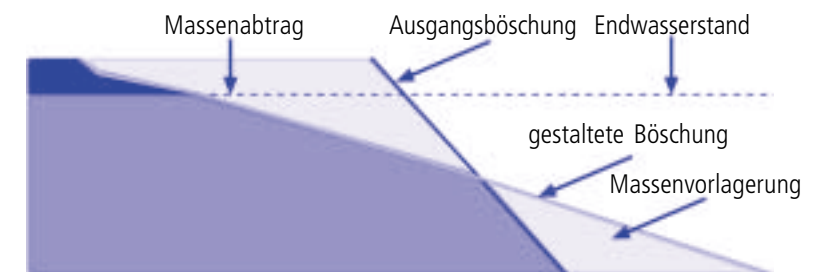 Massenabtrag
Ausgangsböschung
Endwasserstand
gestaltete Böschung
Massenvorlagerung